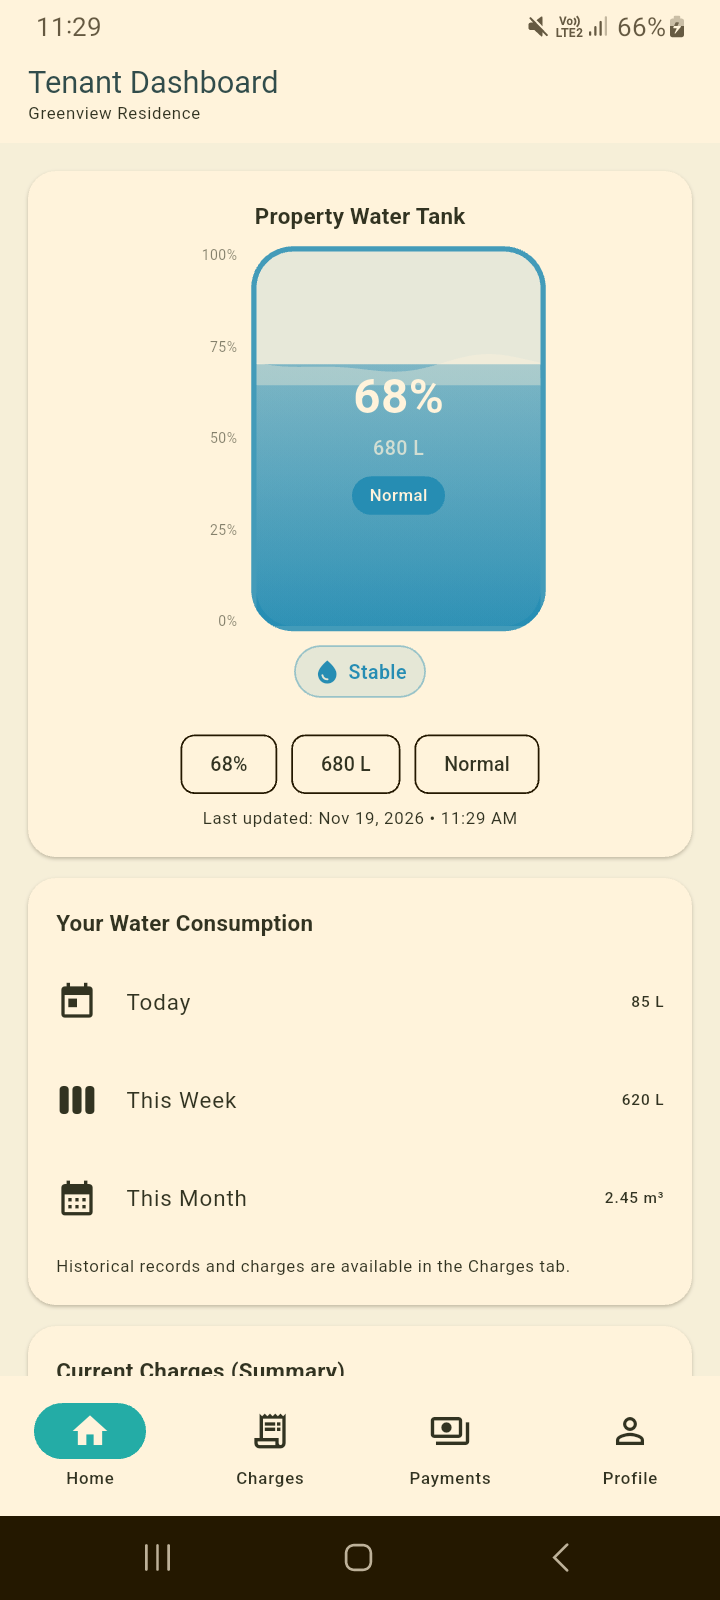 11:29
Vo)) LTE2 66%
Tenant Dashboard
Greenview Residence
Property Water Tank
100%
75%
68%
50%
680 L
Normal
25%
0%
Stable
68% 680 L Normal
Last updated: Nov 19, 2026 • 11:29 AM
Your Water Consumption
Today 85 L
This Week 620 L
This Month 2.45 m³
Historical records and charges are available in the Charges tab.
Current Charges (Summary)
Home Charges Payments Profile